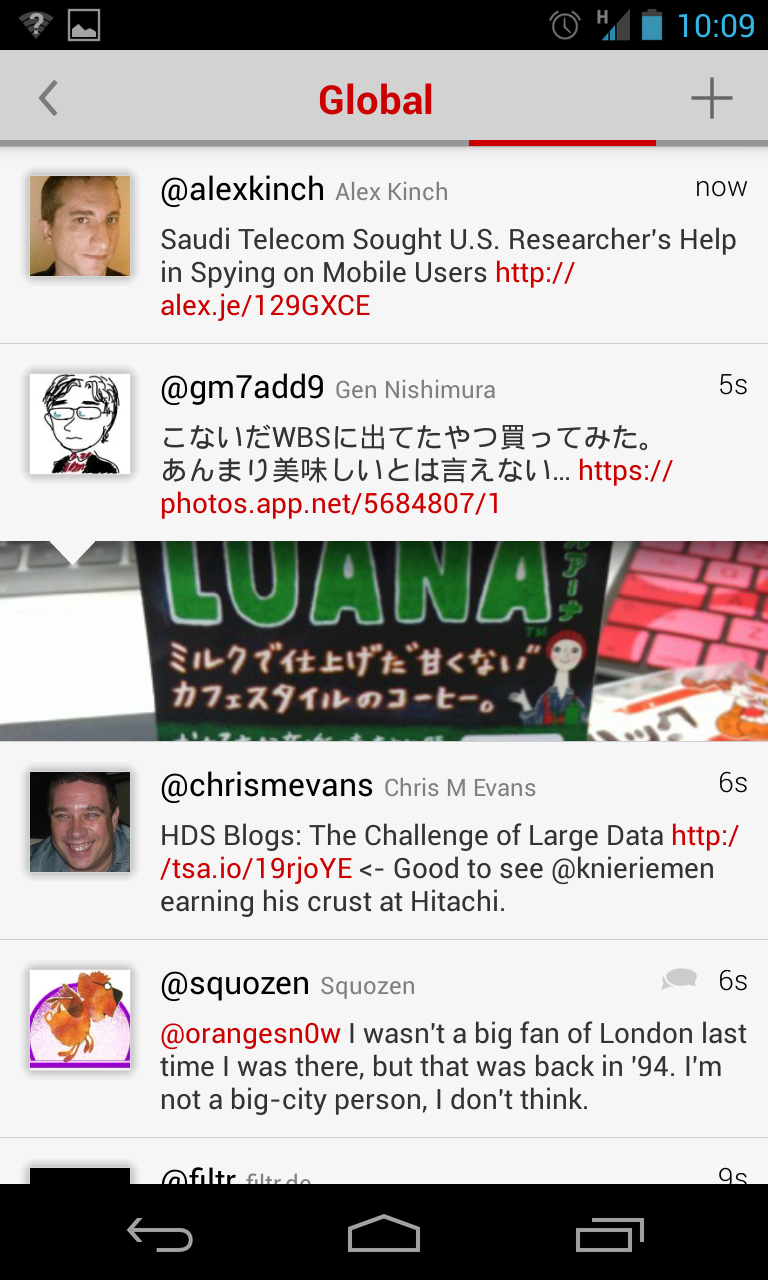 10:09
Global
@alexkinch Alex Kinch now
Saudi Telecom Sought U.S. Researcher's Help
in Spying on Mobile Users http://
alex.je/129GXCE
@gm7add9 Gen Nishimura 5s
こないだWBSに出てたやつ買ってみた。
あんまり美味しいとは言えない… https://
photos.app.net/5684807/1
LUANA
ルアーナ
TM
ミルクで仕上げた"甘くない"
カフェスタイルのコーヒー。
@chrismevans Chris M Evans 6s
HDS Blogs: The Challenge of Large Data http:/
/tsa.io/19rjoYE <- Good to see @knieriemen
earning his crust at Hitachi.
@squozen Squozen 6s
@orangesn0w I wasn't a big fan of London last
time I was there, but that was back in '94. I'm
not a big-city person, I don't think.
@filtr filtr.de 9s